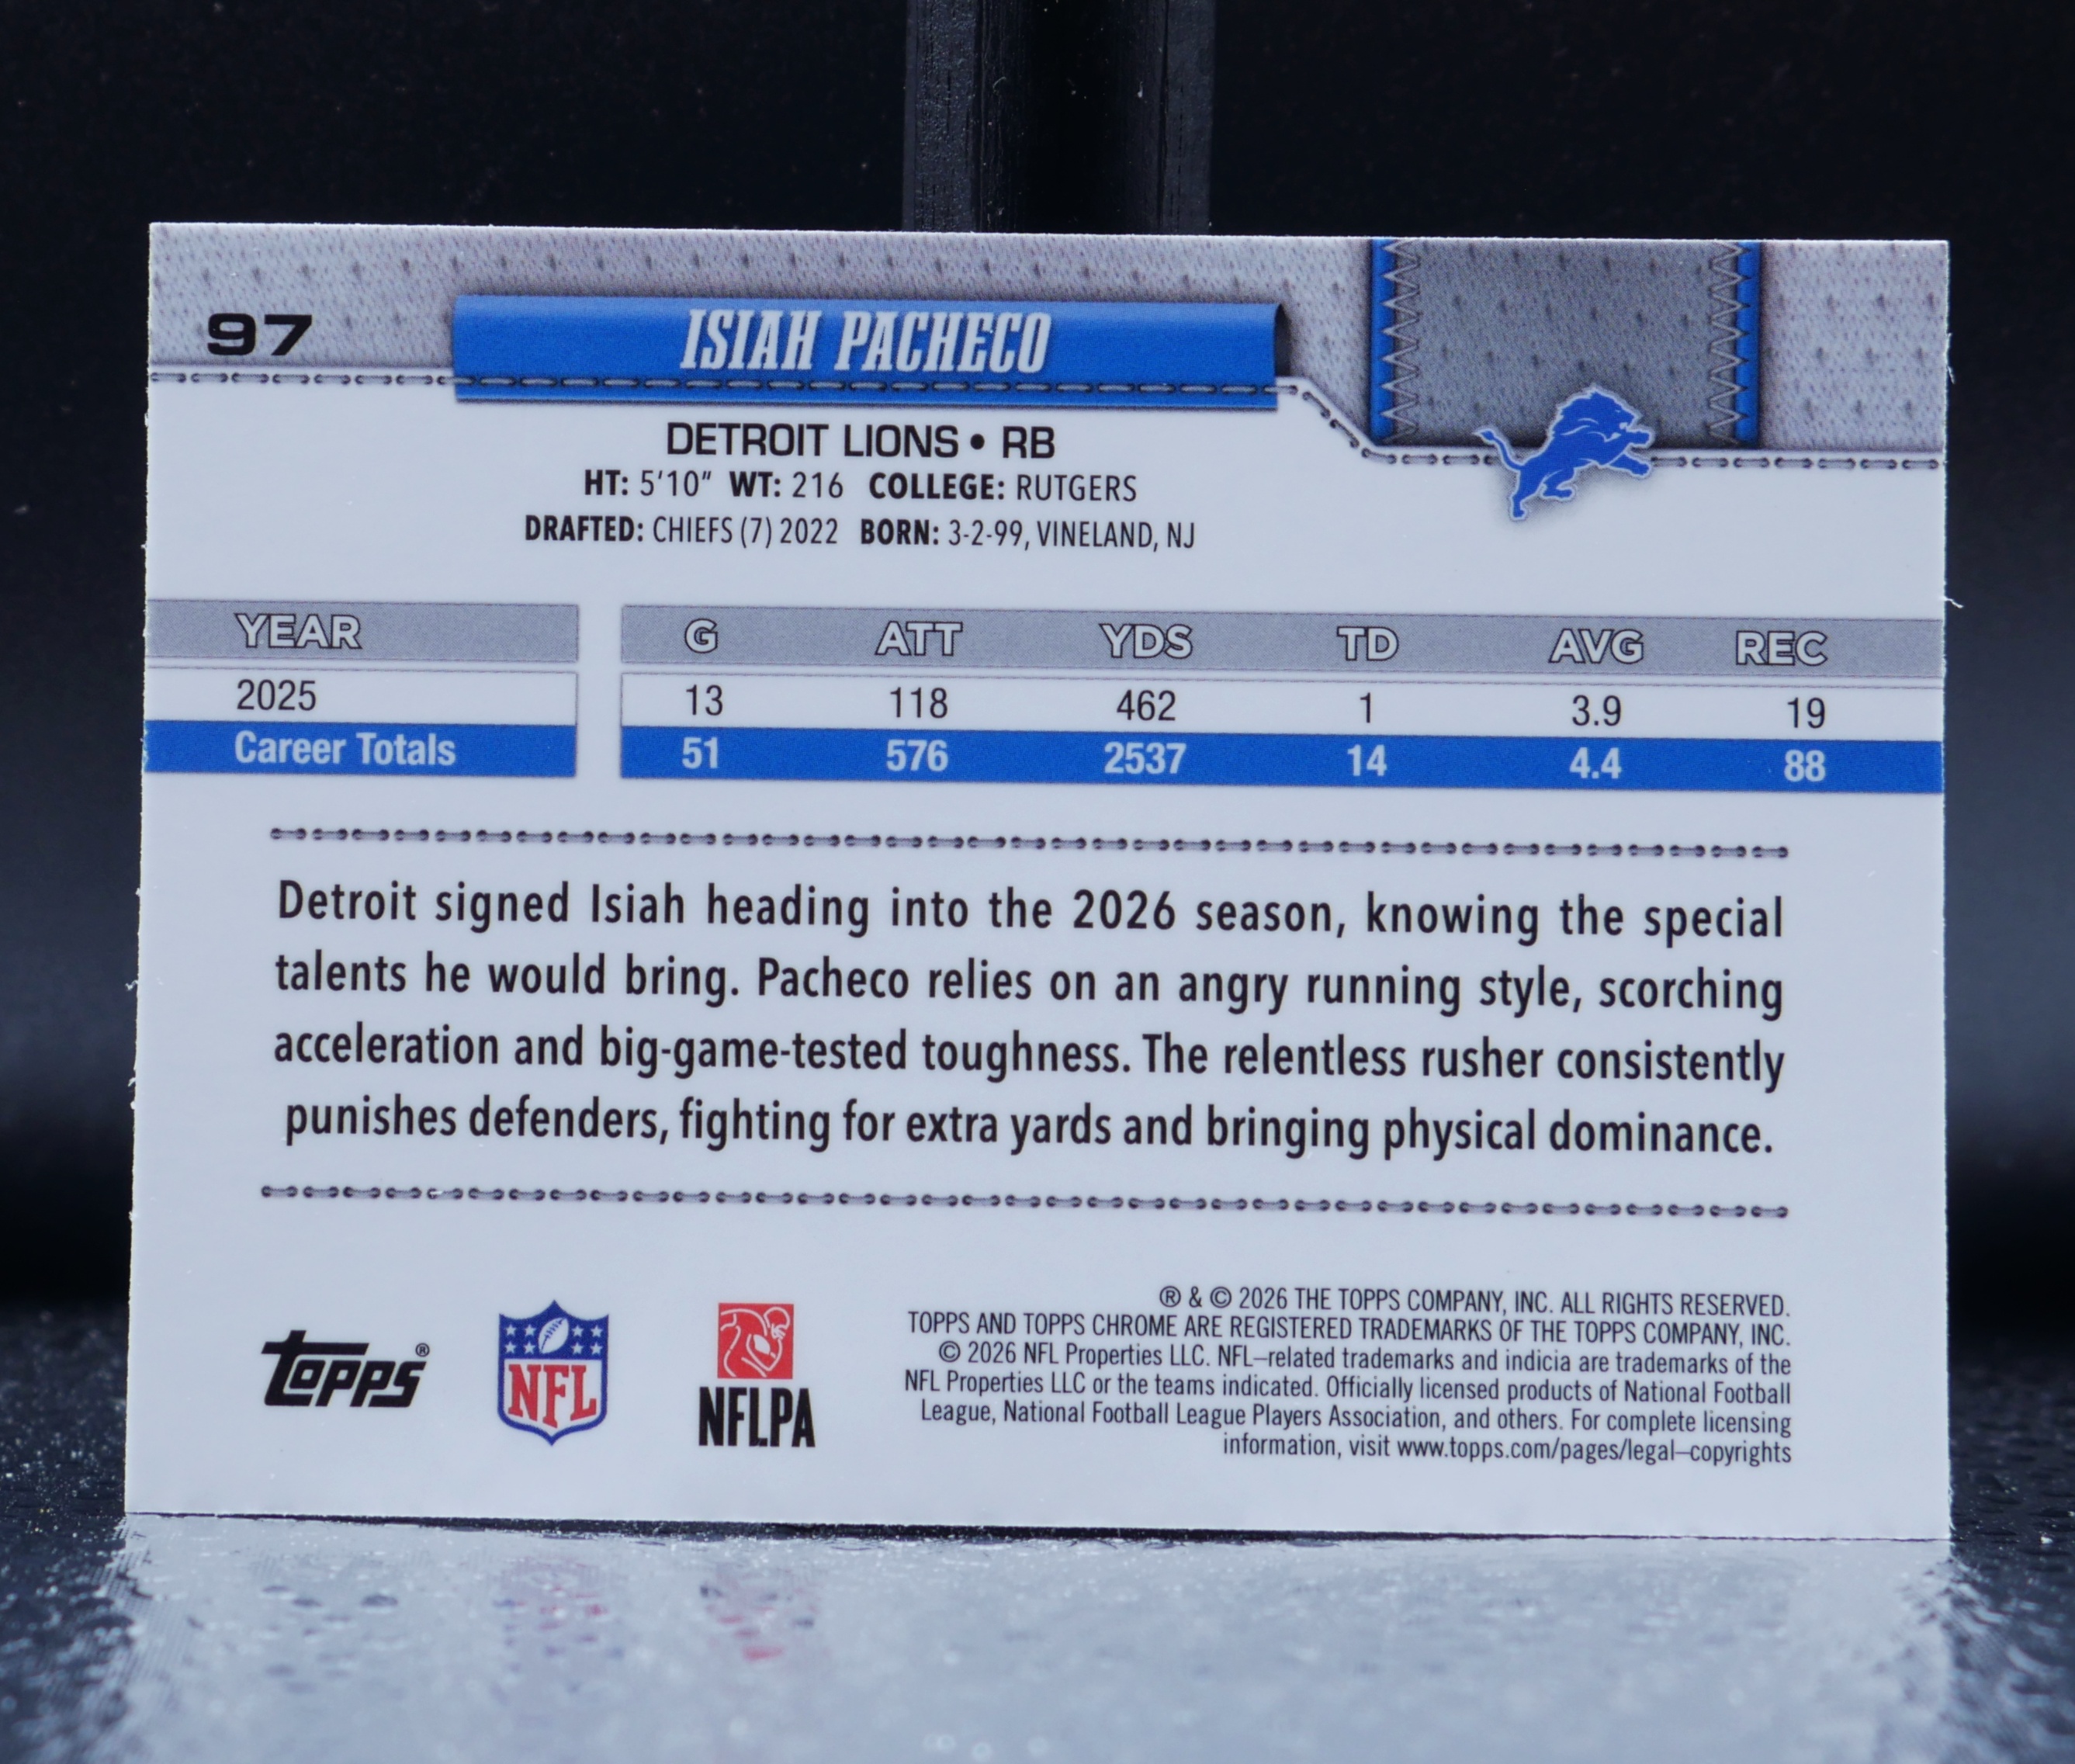 97
ISIAH PACHECO
DETROIT LIONS • RB
HT: 5'10" WT: 216 COLLEGE: RUTGERS
DRAFTED: CHIEFS (7) 2022 BORN: 3-2-99, VINELAND, NJ
YEAR G ATT YDS TD AVG REC
2025 13 118 462 1 3.9 19
Career Totals 51 576 2537 14 4.4 88
Detroit signed Isiah heading into the 2026 season, knowing the special
talents he would bring. Pacheco relies on an angry running style, scorching
acceleration and big-game-tested toughness. The relentless rusher consistently
punishes defenders, fighting for extra yards and bringing physical dominance.
topps®
NFL
NFLPA
® & © 2026 THE TOPPS COMPANY, INC. ALL RIGHTS RESERVED.
TOPPS AND TOPPS CHROME ARE REGISTERED TRADEMARKS OF THE TOPPS COMPANY, INC.
© 2026 NFL Properties LLC. NFL–related trademarks and indicia are trademarks of the
NFL Properties LLC or the teams indicated. Officially licensed products of National Football
League, National Football League Players Association, and others. For complete licensing
information, visit www.topps.com/pages/legal–copyrights